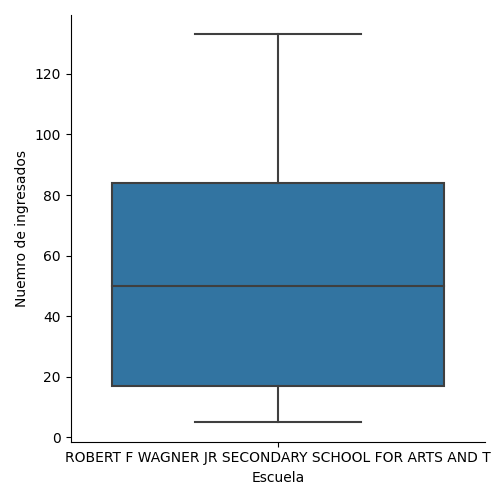 120
100
80
60
40
20
0
Nuemro de ingresados
ROBERT F WAGNER JR SECONDARY SCHOOL FOR ARTS AND T
Escuela